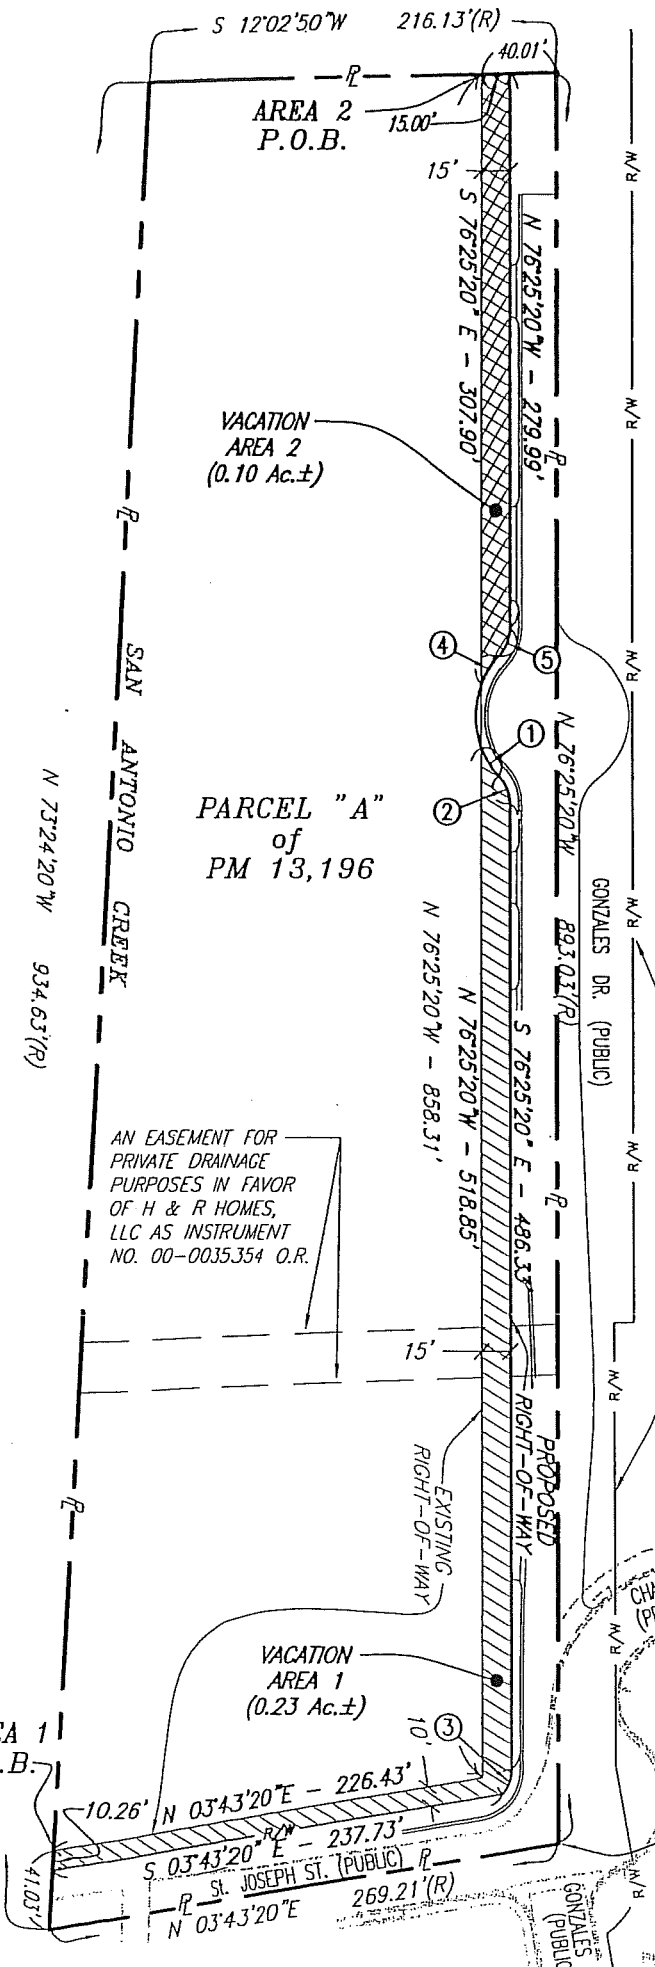 S 12°02'50"W 216.13'(R)
40.01'
AREA 2
P.O.B.
15.00'
15'
S 76°25'20" E - 307.90'
N 76°25'20"W - 279.99'
R/W
R/W
R/W
R/W
R/W
R/W
R/W
R/W
VACATION
AREA 2
(0.10 Ac.±)
4
5
1
2
SAN ANTONIO CREEK
N 73°24'20"W 934.63'(R)
PARCEL "A"
of
PM 13,196
N 76°25'20"W 893.03'(R)
GONZALES DR. (PUBLIC)
N 76°25'20"W - 858.31'
N 76°25'20"W - 518.85'
S 76°25'20" E - 486.33'
AN EASEMENT FOR
PRIVATE DRAINAGE
PURPOSES IN FAVOR
OF H & R HOMES,
LLC AS INSTRUMENT
NO. 00-0035354 O.R.
15'
PROPOSED
RIGHT-OF-WAY
EXISTING
RIGHT-OF-WAY
VACATION
AREA 1
(0.23 Ac.±)
3
10'
EA 1
.B.
10.26'
N 03°43'20"E - 226.43'
R/W
S 03°43'20" E - 237.73'
41.03'
St. JOSEPH ST. (PUBLIC)
N 03°43'20"E 269.21'(R)
GONZALES
(PUBLIC
CHA
(PR